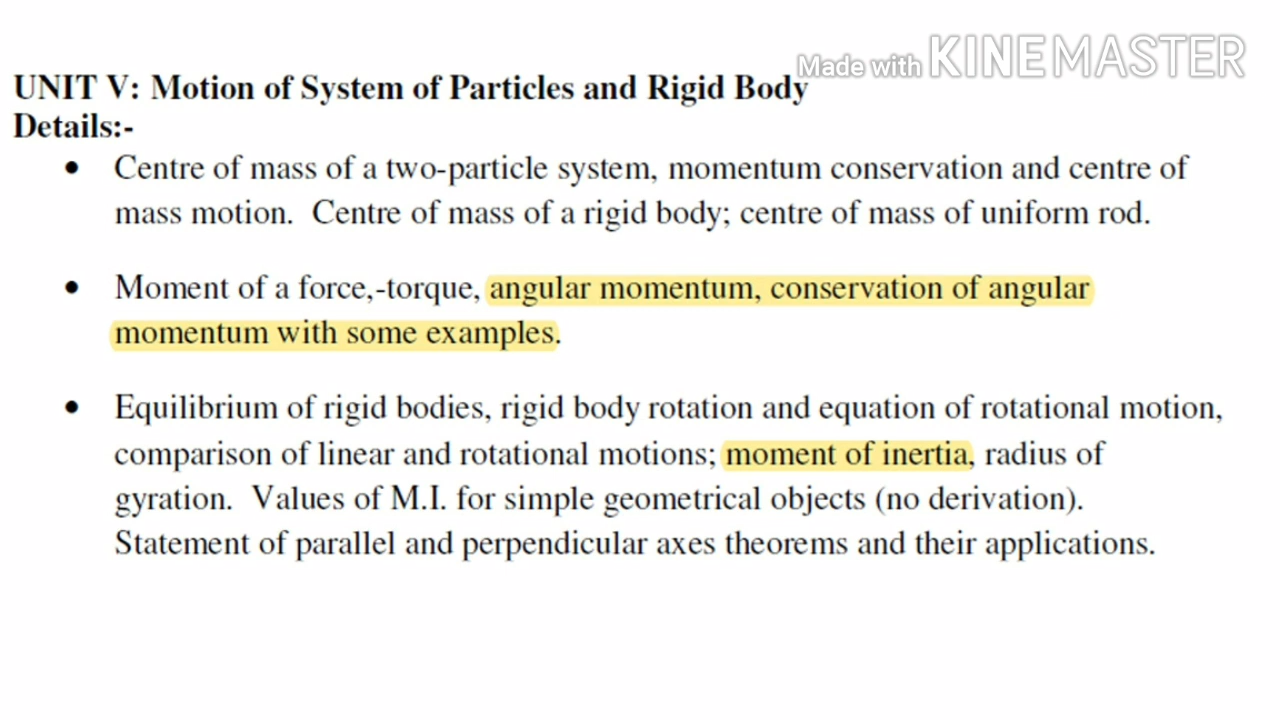 Made with KINEMASTER
UNIT V: Motion of System of Particles and Rigid Body
Details:-
• Centre of mass of a two-particle system, momentum conservation and centre of
mass motion. Centre of mass of a rigid body; centre of mass of uniform rod.
• Moment of a force,-torque, angular momentum, conservation of angular
momentum with some examples.
• Equilibrium of rigid bodies, rigid body rotation and equation of rotational motion,
comparison of linear and rotational motions; moment of inertia, radius of
gyration. Values of M.I. for simple geometrical objects (no derivation).
Statement of parallel and perpendicular axes theorems and their applications.